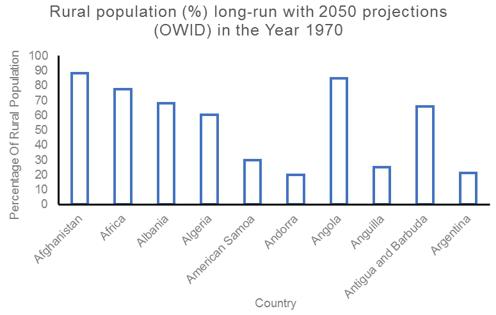 Rural population (%) long-run with 2050 projections
(OWID) in the Year 1970
Percentage Of Rural Population
100
90
80
70
60
50
40
30
20
10
0
Afghanistan
Africa
Albania
Algeria
American Samoa
Andorra
Angola
Anguilla
Antigua and Barbuda
Argentina
Country